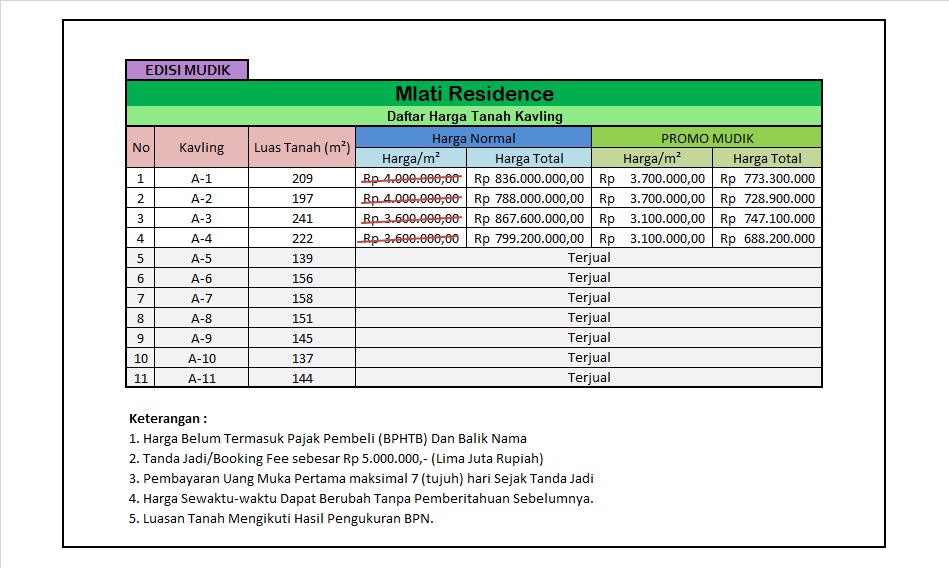 EDISI MUDIK
Mlati Residence
Daftar Harga Tanah Kavling
No Kavling Luas Tanah (m²) Harga Normal PROMO MUDIK
Harga/m² Harga Total Harga/m² Harga Total
1 A-1 209 Rp 4.000.000,00 Rp 836.000.000,00 Rp 3.700.000,00 Rp 773.300.000
2 A-2 197 Rp 4.000.000,00 Rp 788.000.000,00 Rp 3.700.000,00 Rp 728.900.000
3 A-3 241 Rp 3.600.000,00 Rp 867.600.000,00 Rp 3.100.000,00 Rp 747.100.000
4 A-4 222 Rp 3.600.000,00 Rp 799.200.000,00 Rp 3.100.000,00 Rp 688.200.000
5 A-5 139 Terjual
6 A-6 156 Terjual
7 A-7 158 Terjual
8 A-8 151 Terjual
9 A-9 145 Terjual
10 A-10 137 Terjual
11 A-11 144 Terjual
Keterangan :
1. Harga Belum Termasuk Pajak Pembeli (BPHTB) Dan Balik Nama
2. Tanda Jadi/Booking Fee sebesar Rp 5.000.000,- (Lima Juta Rupiah)
3. Pembayaran Uang Muka Pertama maksimal 7 (tujuh) hari Sejak Tanda Jadi
4. Harga Sewaktu-waktu Dapat Berubah Tanpa Pemberitahuan Sebelumnya.
5. Luasan Tanah Mengikuti Hasil Pengukuran BPN.